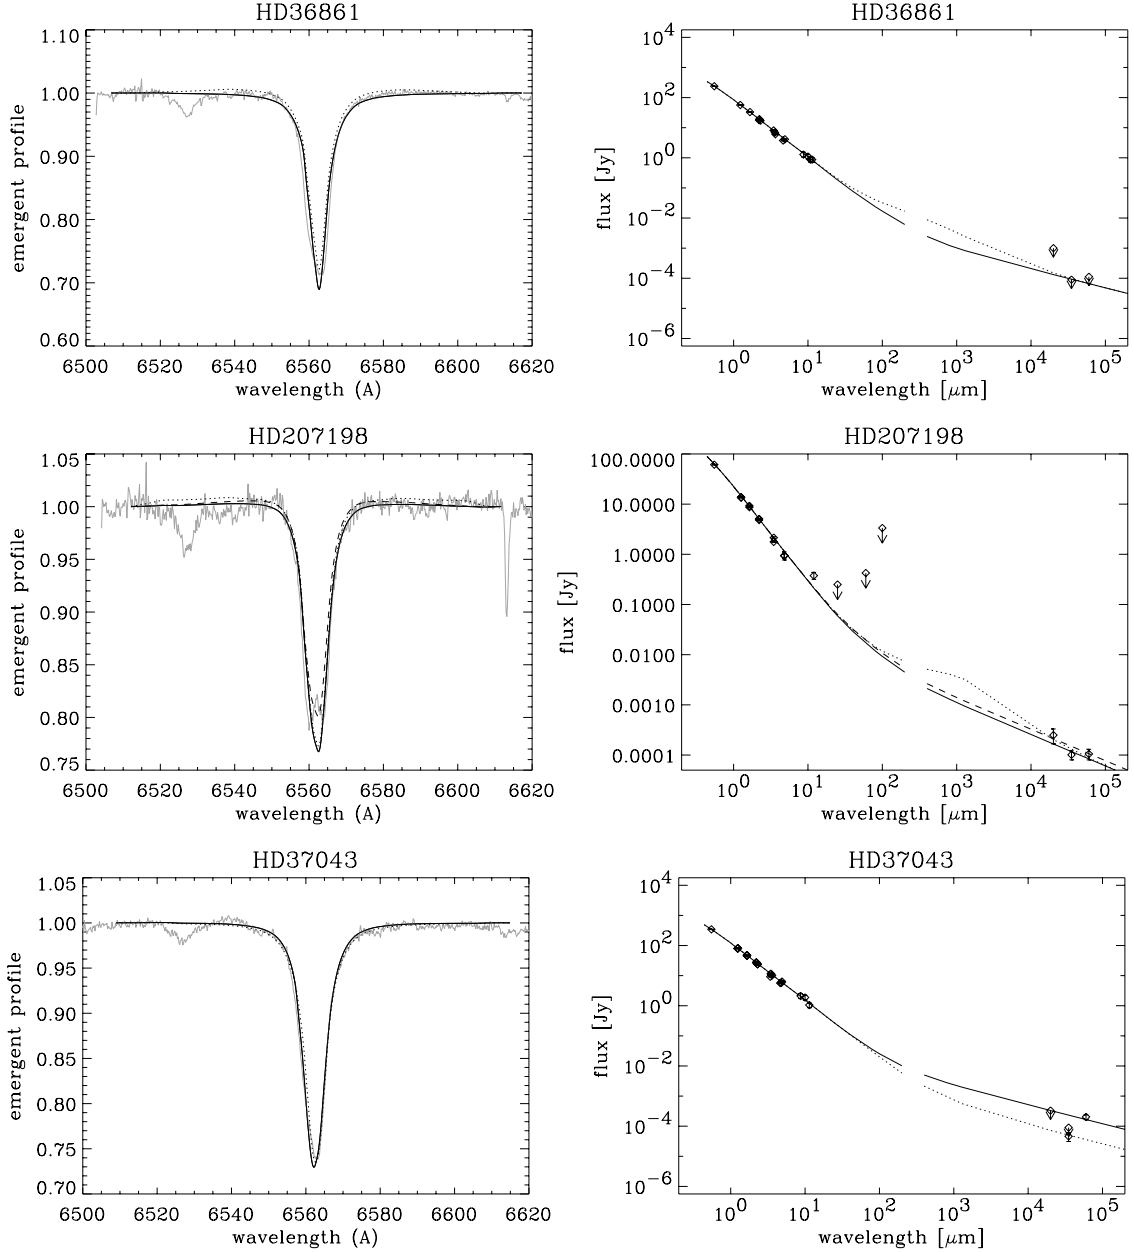 HD36861
1.10
1.00
0.90
0.80
0.70
0.60
emergent profile
6500 6520 6540 6560 6580 6600 6620
wavelength (A)
HD36861
10^4
10^2
10^0
10^-2
10^-4
10^-6
flux [Jy]
10^0 10^1 10^2 10^3 10^4 10^5
wavelength [μm]
HD207198
1.05
1.00
0.95
0.90
0.85
0.80
0.75
emergent profile
6500 6520 6540 6560 6580 6600 6620
wavelength (A)
HD207198
100.0000
10.0000
1.0000
0.1000
0.0100
0.0010
0.0001
flux [Jy]
10^0 10^1 10^2 10^3 10^4 10^5
wavelength [μm]
HD37043
1.05
1.00
0.95
0.90
0.85
0.80
0.75
0.70
emergent profile
6500 6520 6540 6560 6580 6600 6620
wavelength (A)
HD37043
10^4
10^2
10^0
10^-2
10^-4
10^-6
flux [Jy]
10^0 10^1 10^2 10^3 10^4 10^5
wavelength [μm]